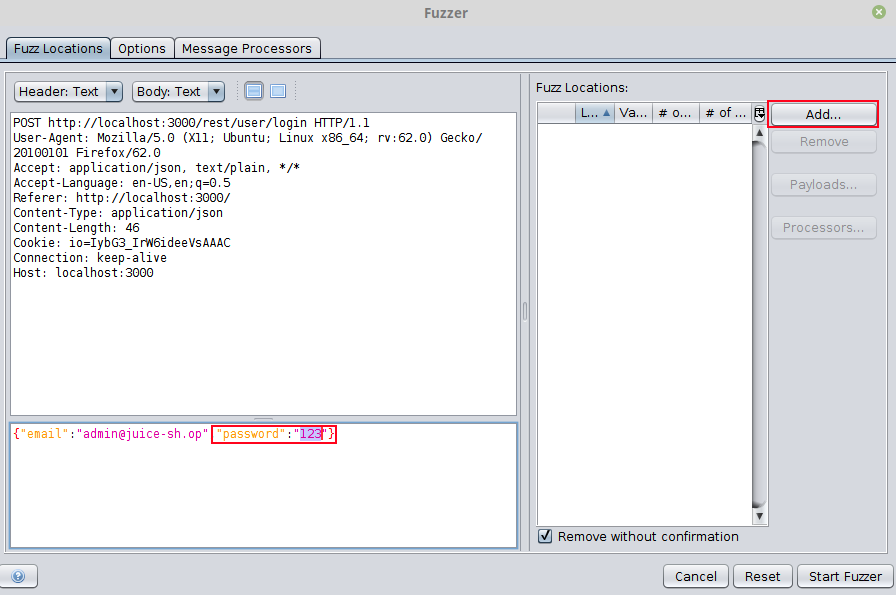 Fuzzer
Fuzz Locations Options Message Processors
Header: Text Body: Text
Fuzz Locations:
L... Va... # o... # of ...
Add...
Remove
Payloads...
Processors...
POST http://localhost:3000/rest/user/login HTTP/1.1
User-Agent: Mozilla/5.0 (X11; Ubuntu; Linux x86_64; rv:62.0) Gecko/
20100101 Firefox/62.0
Accept: application/json, text/plain, */*
Accept-Language: en-US,en;q=0.5
Referer: http://localhost:3000/
Content-Type: application/json
Content-Length: 46
Cookie: io=IybG3_IrW6ideeVsAAAC
Connection: keep-alive
Host: localhost:3000
{"email":"admin@juice-sh.op" "password":"123"}
Remove without confirmation
Cancel Reset Start Fuzzer